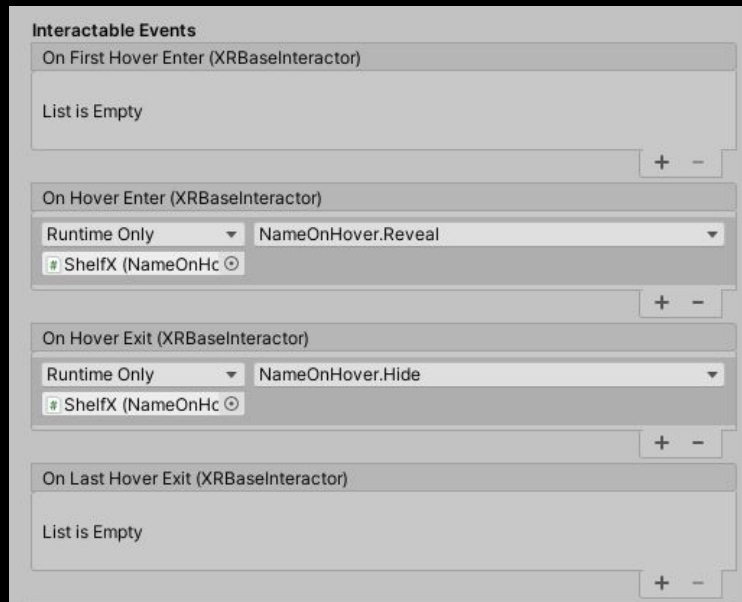 Interactable Events
On First Hover Enter (XRBaseInteractor)
List is Empty
+ −
On Hover Enter (XRBaseInteractor)
Runtime Only NameOnHover.Reveal
# ShelfX (NameOnHc
+ −
On Hover Exit (XRBaseInteractor)
Runtime Only NameOnHover.Hide
# ShelfX (NameOnHc
+ −
On Last Hover Exit (XRBaseInteractor)
List is Empty
+ −